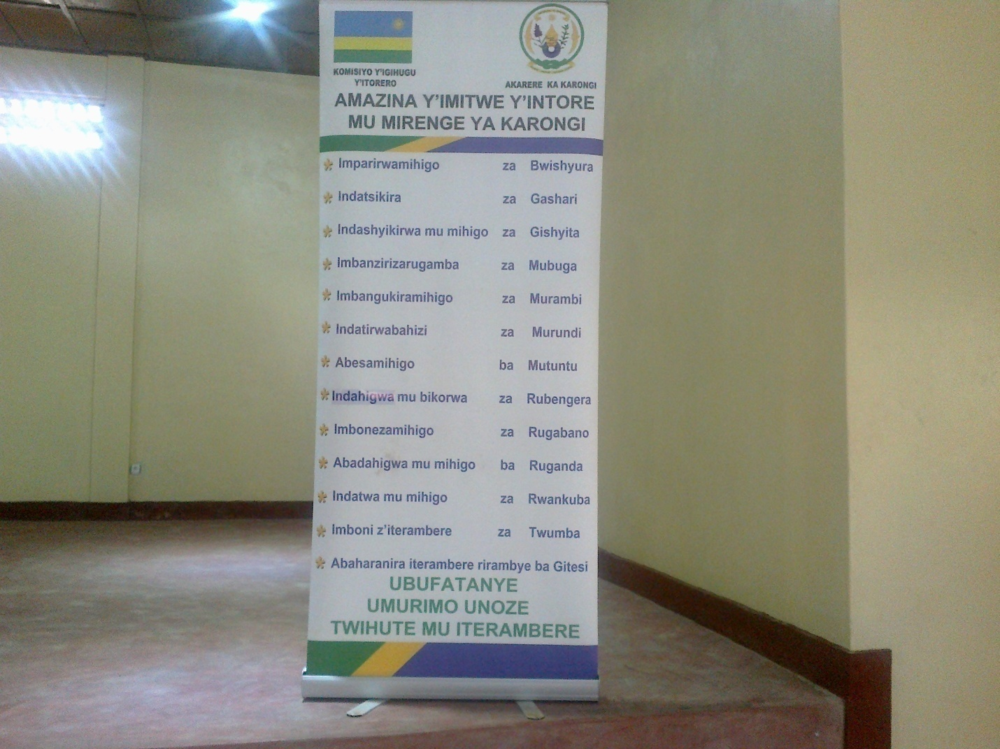 KOMISIYO Y'IGIHUGU
Y'ITORERO
AKARERE KA KARONGI
AMAZINA Y'IMITWE Y'INTORE
MU MIRENGE YA KARONGI
Imparirwamihigo za Bwishyura
Indatsikira za Gashari
Indashyikirwa mu mihigo za Gishyita
Imbanzirizarugamba za Mubuga
Imbangukiramihigo za Murambi
Indatirwabahizi za Murundi
Abesamihigo ba Mutuntu
Indahigwa mu bikorwa za Rubengera
Imbonezamihigo za Rugabano
Abadahigwa mu mihigo ba Ruganda
Indatwa mu mihigo za Rwankuba
Imboni z'iterambere za Twumba
Abaharanira iterambere rirambye ba Gitesi
UBUFATANYE
UMURIMO UNOZE
TWIHUTE MU ITERAMBERE